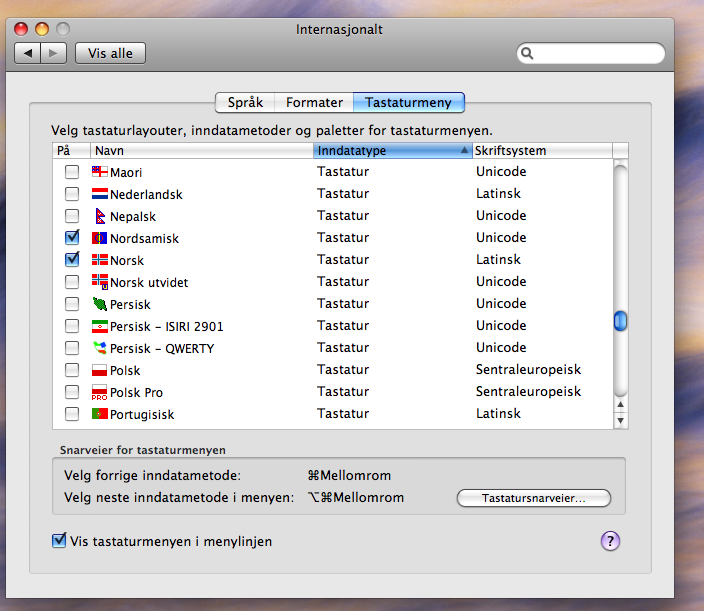 Internasjonalt
Vis alle
Språk Formater Tastaturmeny
Velg tastaturlayouter, inndatametoder og paletter for tastaturmenyen.
På Navn Inndatatype Skriftsystem
Maori Tastatur Unicode
Nederlandsk Tastatur Latinsk
Nepalsk Tastatur Unicode
Nordsamisk Tastatur Unicode
Norsk Tastatur Latinsk
Norsk utvidet Tastatur Unicode
Persisk Tastatur Unicode
Persisk – ISIRI 2901 Tastatur Unicode
Persisk – QWERTY Tastatur Unicode
Polsk Tastatur Sentraleuropeisk
PRO Polsk Pro Tastatur Sentraleuropeisk
Portugisisk Tastatur Latinsk
Snarveier for tastaturmenyen
Velg forrige inndatametode: ⌘Mellomrom
Velg neste inndatametode i menyen: ⌥⌘Mellomrom Tastatursnarveier...
Vis tastaturmenyen i menylinjen ?